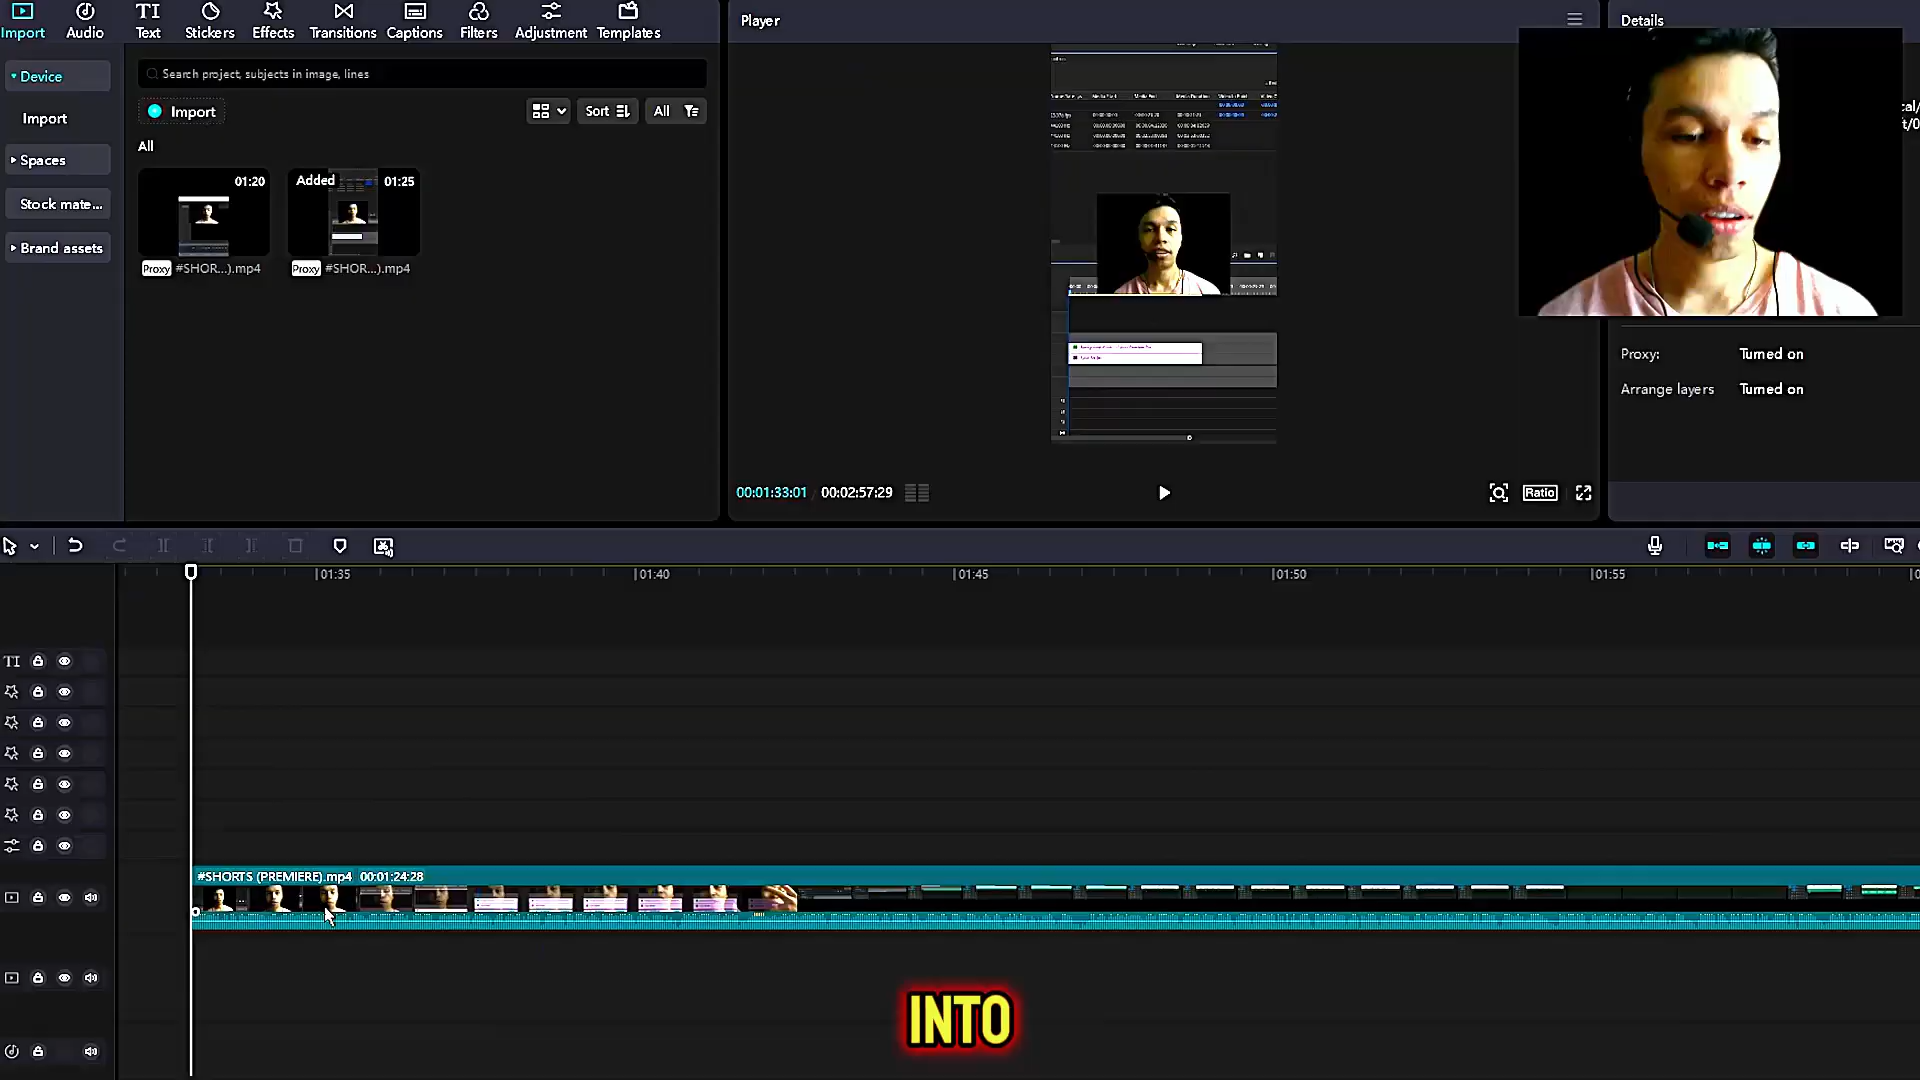 Import Audio Text Stickers Effects Transitions Captions Filters Adjustment Templates
Player
Details
Device
Import
Spaces
Stock mate...
Brand assets
Search project, subjects in image, lines
Import
Sort
All
All
01:20
Added 01:25
Proxy #SHOR...).mp4
Proxy #SHOR...).mp4
00:01:33:01 00:02:57:29
Ratio
Proxy: Turned on
Arrange layers Turned on
01:35 01:40 01:45 01:50 01:55
TI
#SHORTS (PREMIERE).mp4 00:01:24:28
INTO